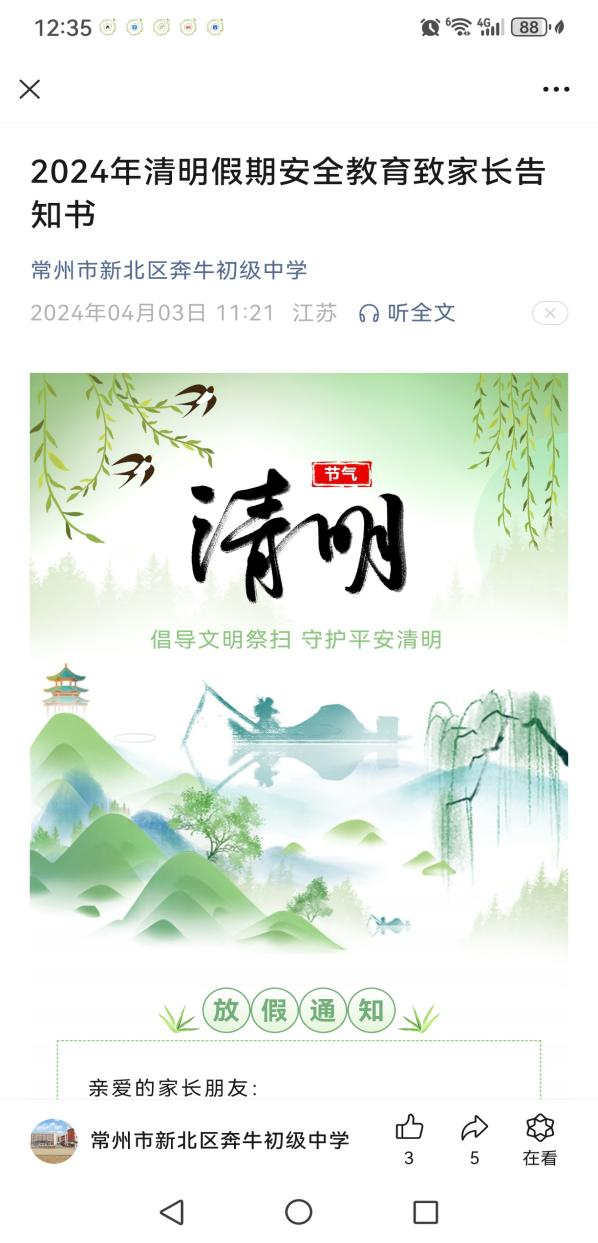 12:35
6
4G
88
2024年清明假期安全教育致家长告
知书
常州市新北区奔牛初级中学
2024年04月03日 11:21 江苏 听全文
节气
清明
倡导文明祭扫 守护平安清明
放假通知
亲爱的家长朋友:
常州市新北区奔牛初级中学
3
5
在看